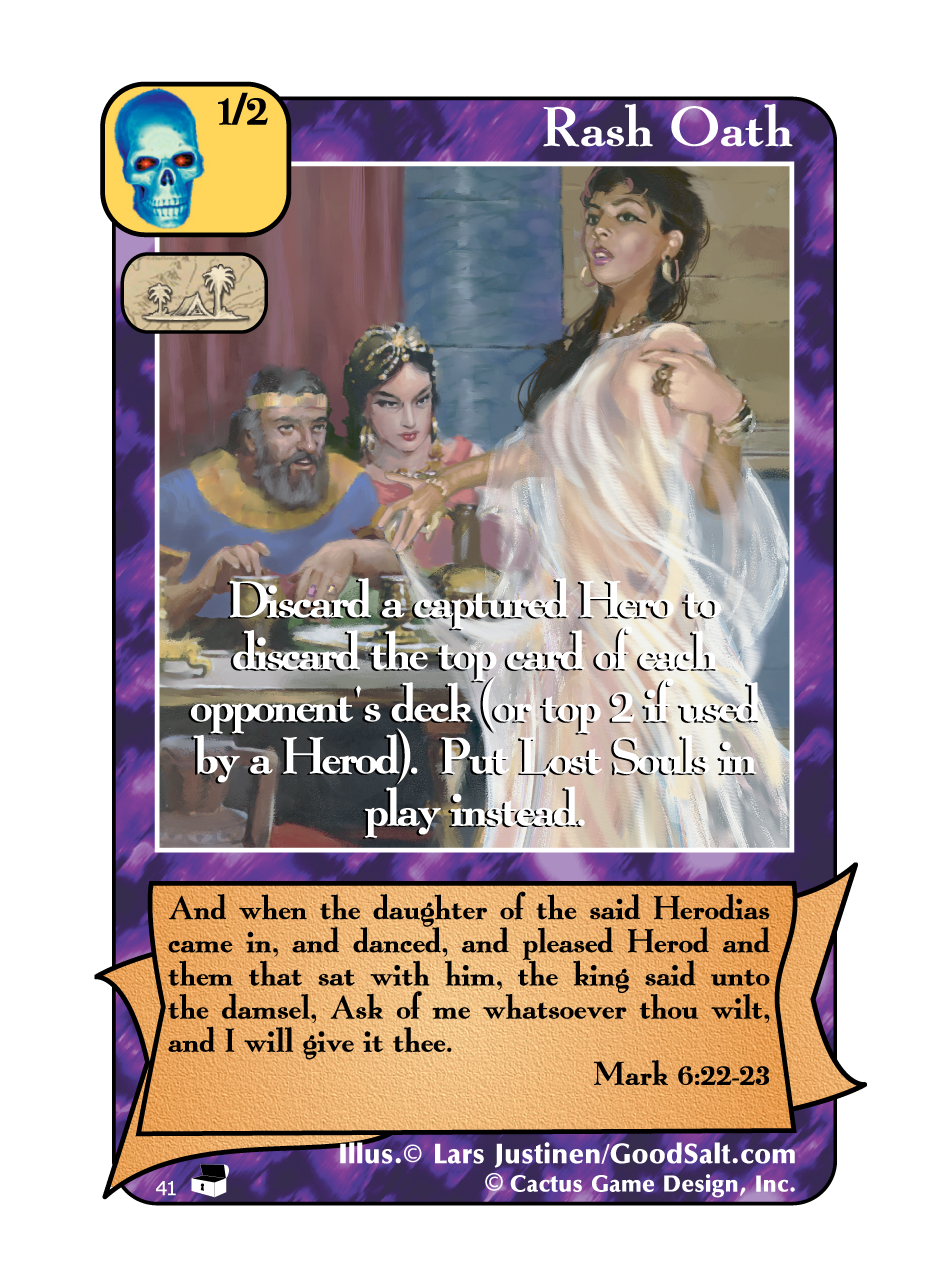 1/2
Rash Oath
Discard a captured Hero to
discard the top card of each
opponent's deck (or top 2 if used
by a Herod).  Put Lost Souls in
play instead.
And when the daughter of the said Herodias
came in, and danced, and pleased Herod and
them that sat with him, the king said unto
the damsel, Ask of me whatsoever thou wilt,
and I will give it thee.
Mark 6:22-23
Illus.© Lars Justinen/GoodSalt.com
41
© Cactus Game Design, Inc.